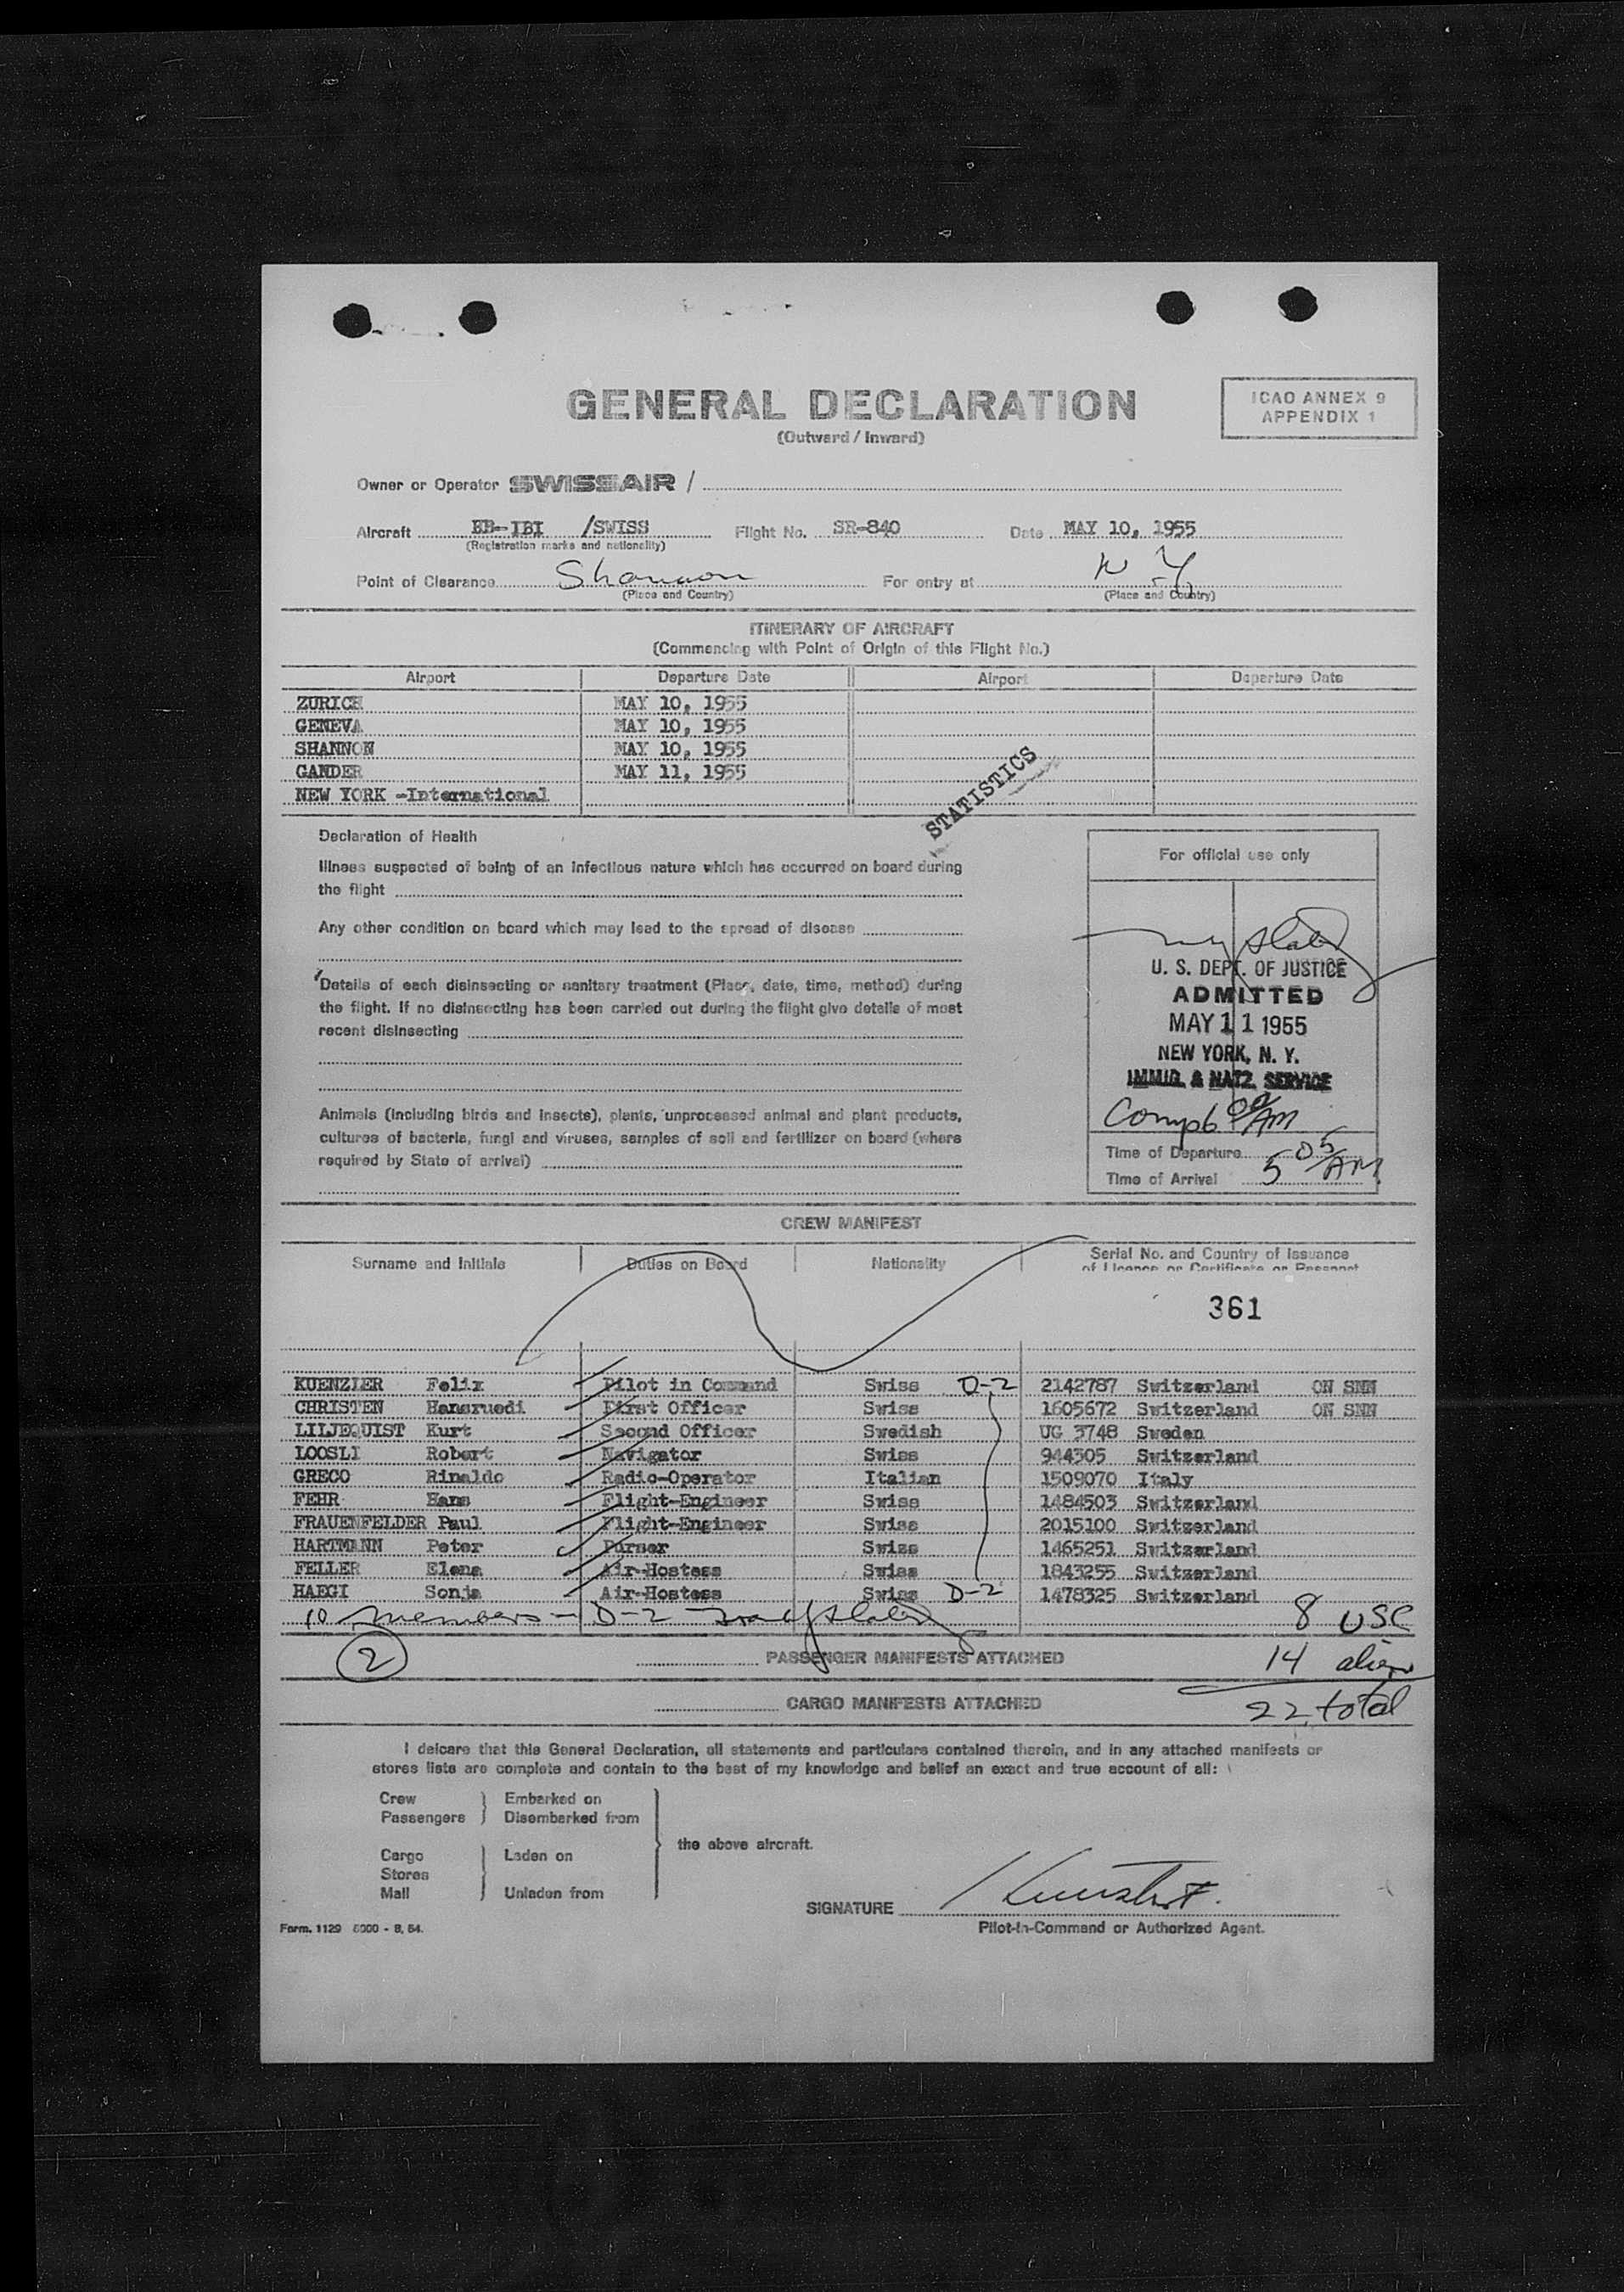 GENERAL DECLARATION
(Outward / Inward)
ICAO ANNEX 9
APPENDIX 1
Owner or Operator SWISSAIR /
Aircraft HB-IBI /SWISS Flight No. SR-840 Date MAY 10, 1955
(Registration marks and nationality)
Point of Clearance Shannon For entry at N Y
(Place and Country) (Place and Country)
ITINERARY OF AIRCRAFT
(Commencing with Point of Origin of this Flight No.)
Airport Departure Date Airport Departure Date
ZURICH MAY 10, 1955
GENEVA MAY 10, 1955
SHANNON MAY 10, 1955
GANDER MAY 11, 1955
NEW YORK -International
STATISTICS
Declaration of Health
Illness suspected of being of an infectious nature which has occurred on board during
the flight
Any other condition on board which may lead to the spread of disease
Details of each disinsecting or sanitary treatment (Place, date, time, method) during
the flight. If no disinsecting has been carried out during the flight give details of most
recent disinsecting
Animals (including birds and insects), plants, unprocessed animal and plant products,
cultures of bacteria, fungi and viruses, samples of soil and fertilizer on board (where
required by State of arrival)
For official use only
U. S. DEPT. OF JUSTICE
ADMITTED
MAY 11 1955
NEW YORK, N. Y.
IMMIG. & NATZ. SERVICE
Comp 6 00 AM
Time of Departure
Time of Arrival 5 05 AM
CREW MANIFEST
Surname and Initials Duties on Board Nationality Serial No. and Country of Issuance
of Licence or Certificate or Passport
361
KUENZLER Felix Pilot in Command Swiss D-2 2142787 Switzerland ON SNN
CHRISTEN Hansruedi First Officer Swiss 1605672 Switzerland ON SNN
LILJEQUIST Kurt Second Officer Swedish UG 3748 Sweden
LOOSLI Robert Navigator Swiss 944305 Switzerland
GRECO Rinaldo Radio-Operator Italian 1509070 Italy
FEHR Hans Flight-Engineer Swiss 1484503 Switzerland
FRAUENFELDER Paul Flight-Engineer Swiss 2015100 Switzerland
HARTMANN Peter Purser Swiss 1465251 Switzerland
FELLER Elena Air-Hostess Swiss 1843255 Switzerland
HAEGI Sonja Air-Hostess Swiss D-2 1478325 Switzerland
10 members - D-2 8 USC
2 PASSENGER MANIFESTS ATTACHED 14 alien
CARGO MANIFESTS ATTACHED 22 total
I delcare that this General Declaration, all statements and particulars contained therein, and in any attached manifests or
stores lists are complete and contain to the best of my knowledge and belief an exact and true account of all:
Crew Embarked on
Passengers Disembarked from
the above aircraft.
Cargo Laden on
Stores
Mail Unladen from
SIGNATURE
Pilot-in-Command or Authorized Agent.
Form. 1129 5000 - 8, 54.